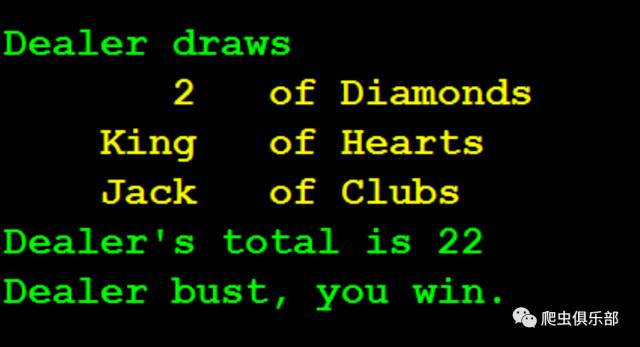 Dealer draws
2 of Diamonds
King of Hearts
Jack of Clubs
Dealer's total is 22
Dealer bust, you win.
爬虫俱乐部